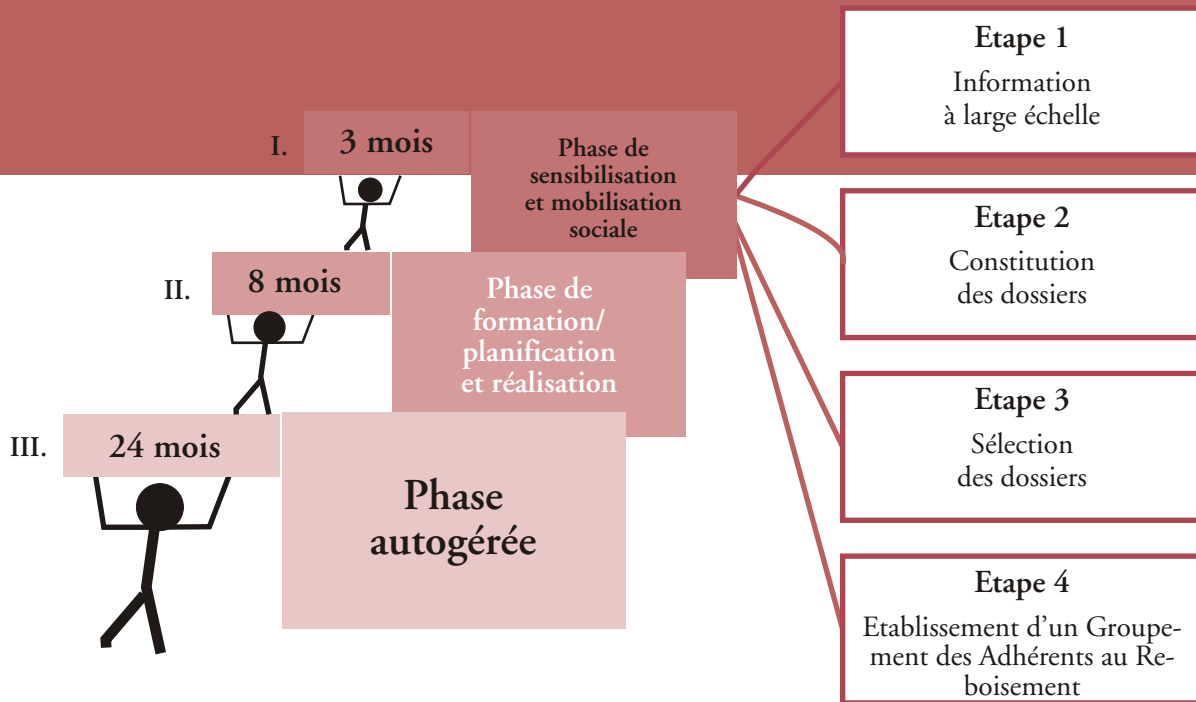 I.
3 mois
Phase de
sensibilisation
et mobilisation
sociale
II.
8 mois
Phase de
formation/
planification
et réalisation
III.
24 mois
Phase
autogérée
Etape 1
Information
à large échelle
Etape 2
Constitution
des dossiers
Etape 3
Sélection
des dossiers
Etape 4
Etablissement d'un Groupe-
ment des Adhérents au Re-
boisement